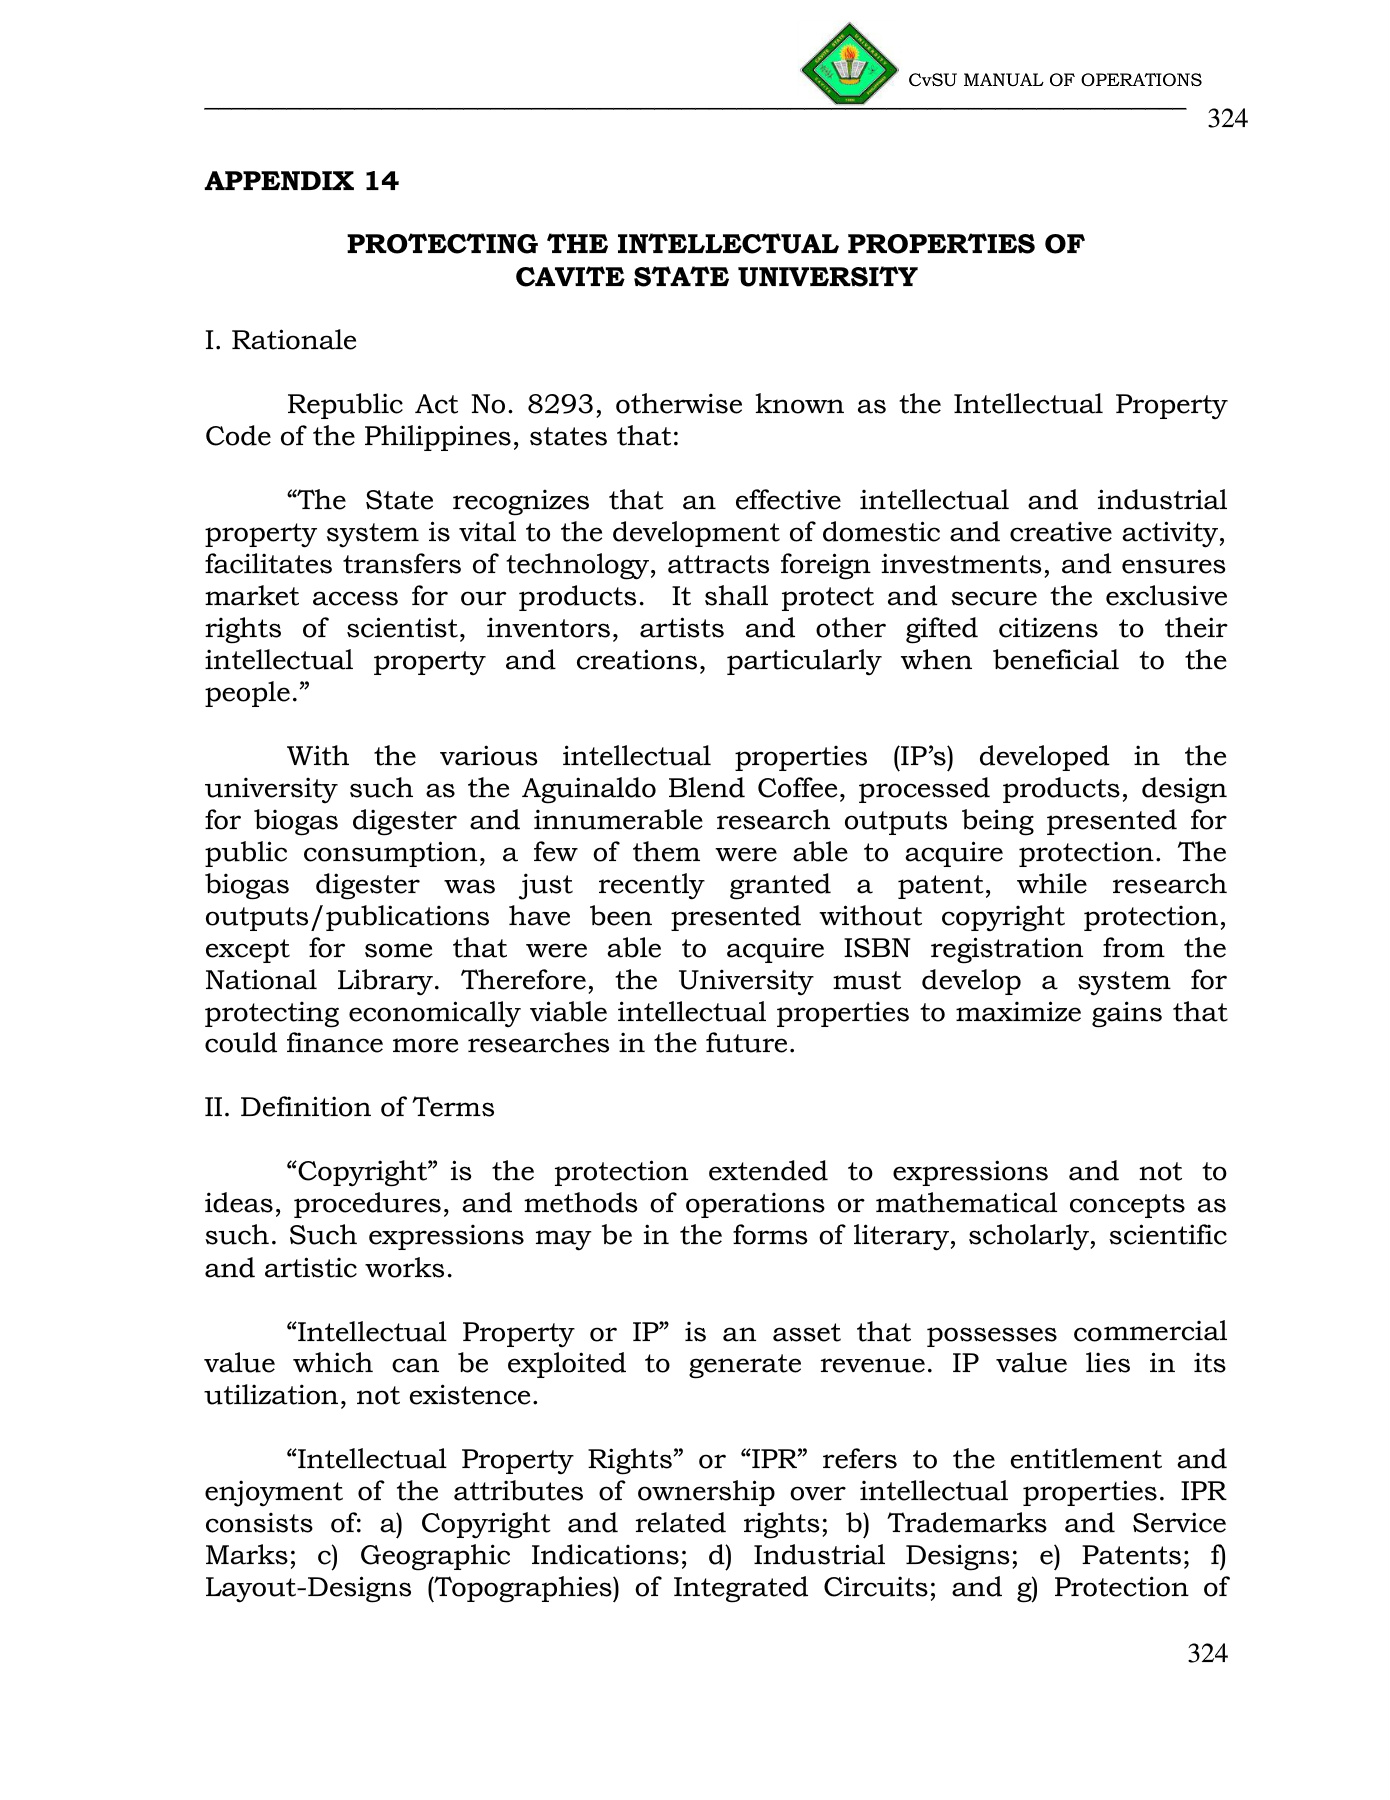 CvSU MANUAL OF OPERATIONS
324
APPENDIX 14
PROTECTING THE INTELLECTUAL PROPERTIES OF
CAVITE STATE UNIVERSITY
I. Rationale
Republic Act No. 8293, otherwise known as the Intellectual Property
Code of the Philippines, states that:
“The State recognizes that an effective intellectual and industrial
property system is vital to the development of domestic and creative activity,
facilitates transfers of technology, attracts foreign investments, and ensures
market access for our products. It shall protect and secure the exclusive
rights of scientist, inventors, artists and other gifted citizens to their
intellectual property and creations, particularly when beneficial to the
people.”
With the various intellectual properties (IP’s) developed in the
university such as the Aguinaldo Blend Coffee, processed products, design
for biogas digester and innumerable research outputs being presented for
public consumption, a few of them were able to acquire protection. The
biogas digester was just recently granted a patent, while research
outputs/publications have been presented without copyright protection,
except for some that were able to acquire ISBN registration from the
National Library. Therefore, the University must develop a system for
protecting economically viable intellectual properties to maximize gains that
could finance more researches in the future.
II. Definition of Terms
“Copyright” is the protection extended to expressions and not to
ideas, procedures, and methods of operations or mathematical concepts as
such. Such expressions may be in the forms of literary, scholarly, scientific
and artistic works.
“Intellectual Property or IP” is an asset that possesses commercial
value which can be exploited to generate revenue. IP value lies in its
utilization, not existence.
“Intellectual Property Rights” or “IPR” refers to the entitlement and
enjoyment of the attributes of ownership over intellectual properties. IPR
consists of: a) Copyright and related rights; b) Trademarks and Service
Marks; c) Geographic Indications; d) Industrial Designs; e) Patents; f)
Layout-Designs (Topographies) of Integrated Circuits; and g) Protection of
324